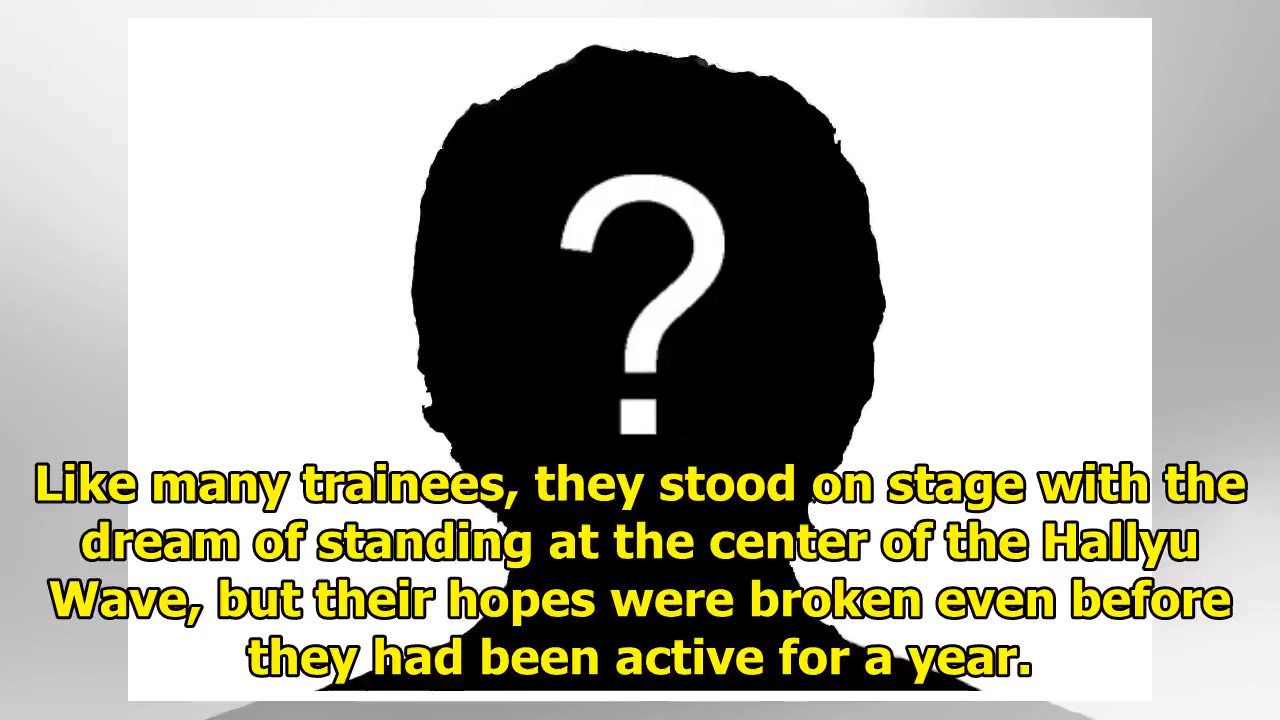 ?
Like many trainees, they stood on stage with the
dream of standing at the center of the Hallyu
Wave, but their hopes were broken even before
they had been active for a year.